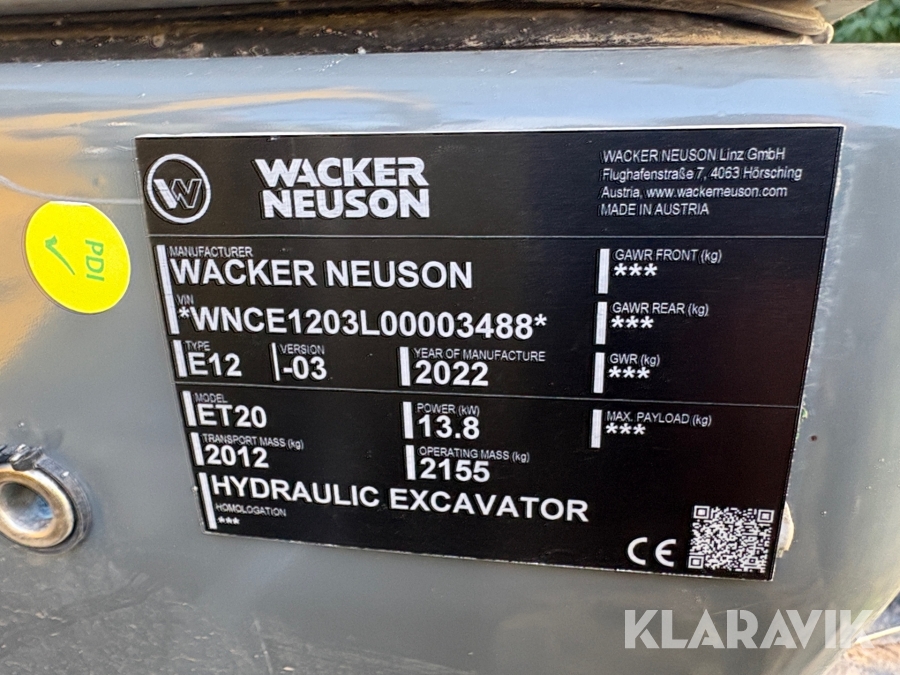 W
WACKER
NEUSON
WACKER NEUSON Linz GmbH
Flughafenstraße 7, 4063 Hörsching
Austria, www.wackerneuson.com
MADE IN AUSTRIA
PDI
MANUFACTURER
WACKER NEUSON
VIN
*WNCE1203L00003488*
TYPE
E12
VERSION
-03
YEAR OF MANUFACTURE
2022
GAWR FRONT (kg)
***
GAWR REAR (kg)
***
GWR (kg)
***
MODEL
ET20
POWER (kW)
13.8
MAX. PAYLOAD (kg)
***
TRANSPORT MASS (kg)
2012
OPERATING MASS (kg)
2155
HYDRAULIC EXCAVATOR
HOMOLOGATION
***
CE
KLARAVIK